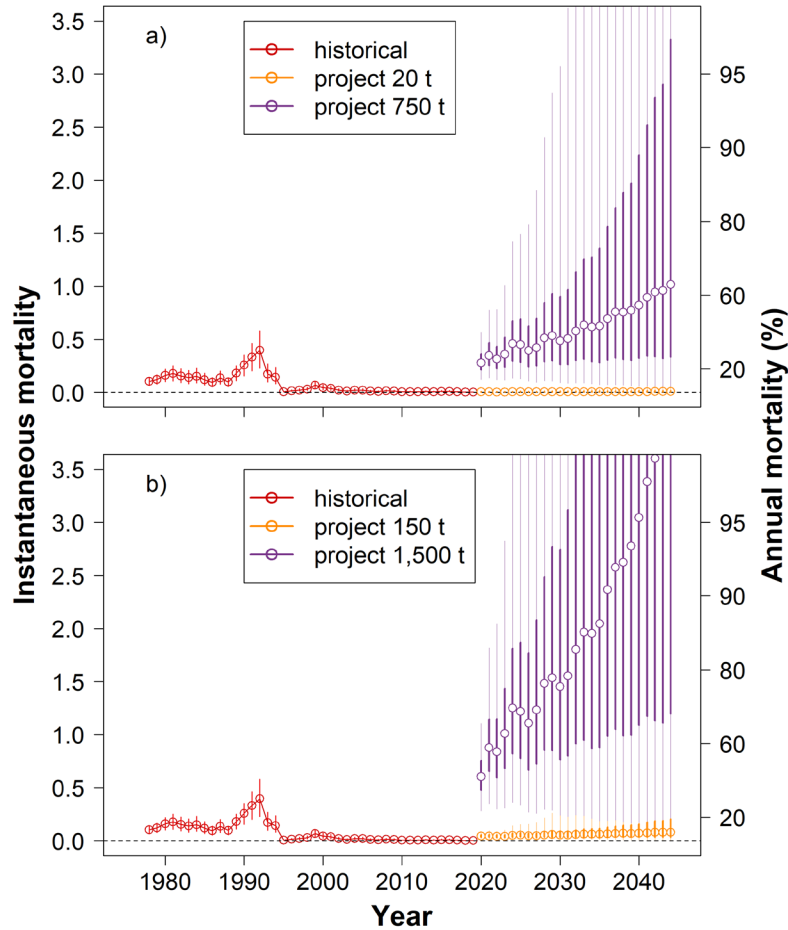 a)
historical
project 20 t
project 750 t
3.5
3.0
2.5
2.0
1.5
1.0
0.5
0.0
95
90
80
60
20
b)
historical
project 150 t
project 1,500 t
3.5
3.0
2.5
2.0
1.5
1.0
0.5
0.0
95
90
80
60
20
Instantaneous mortality
Annual mortality (%)
1980 1990 2000 2010 2020 2030 2040
Year